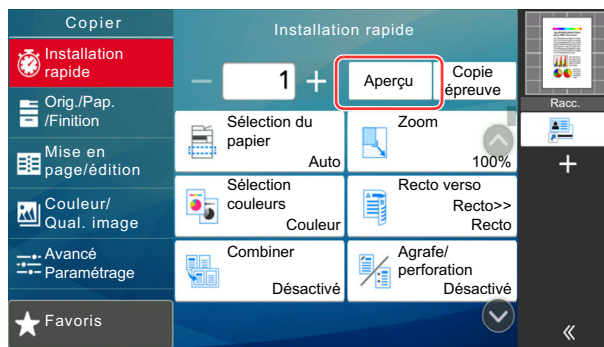 Copier
Installation
rapide
Orig./Pap.
/Finition
Mise en
page/édition
Couleur/
Qual. image
Avancé
Paramétrage
Favoris
Installation rapide
1
Aperçu
Copie
épreuve
Sélection du
papier
Auto
Zoom
100%
Sélection
couleurs
Couleur
Recto verso
Recto>>
Recto
Combiner
Désactivé
Agrafe/
perforation
Désactivé
Racc.